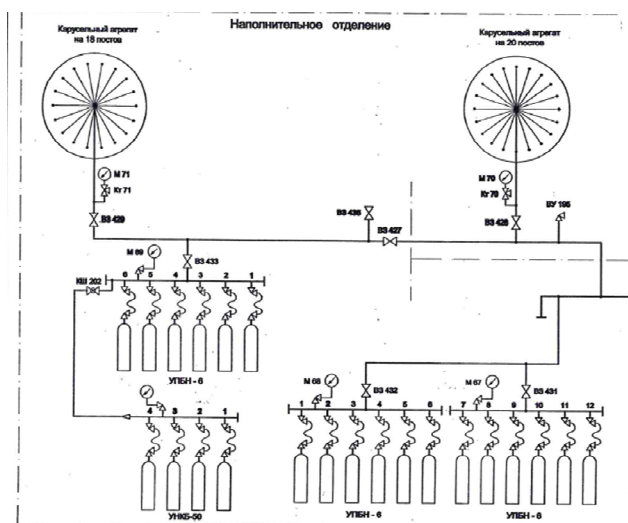 Наполнительное отделение
Карусельный агрегат
на 18 постов
Карусельный агрегат
на 20 постов
М 71
Кг 71
ВЗ 429
М 70
Кг 70
ВЗ 428
ВУ 195
ВЗ 436
ВЗ 427
М 69
ВЗ 433
КШ 202
6 5 4 3 2 1
УПБН - 6
4 3 2 1
УНКБ-50
М 68
ВЗ 432
М 67
ВЗ 431
1 2 3 4 5 6
7 8 9 10 11 12
УПБН - 6
УПБН - 6